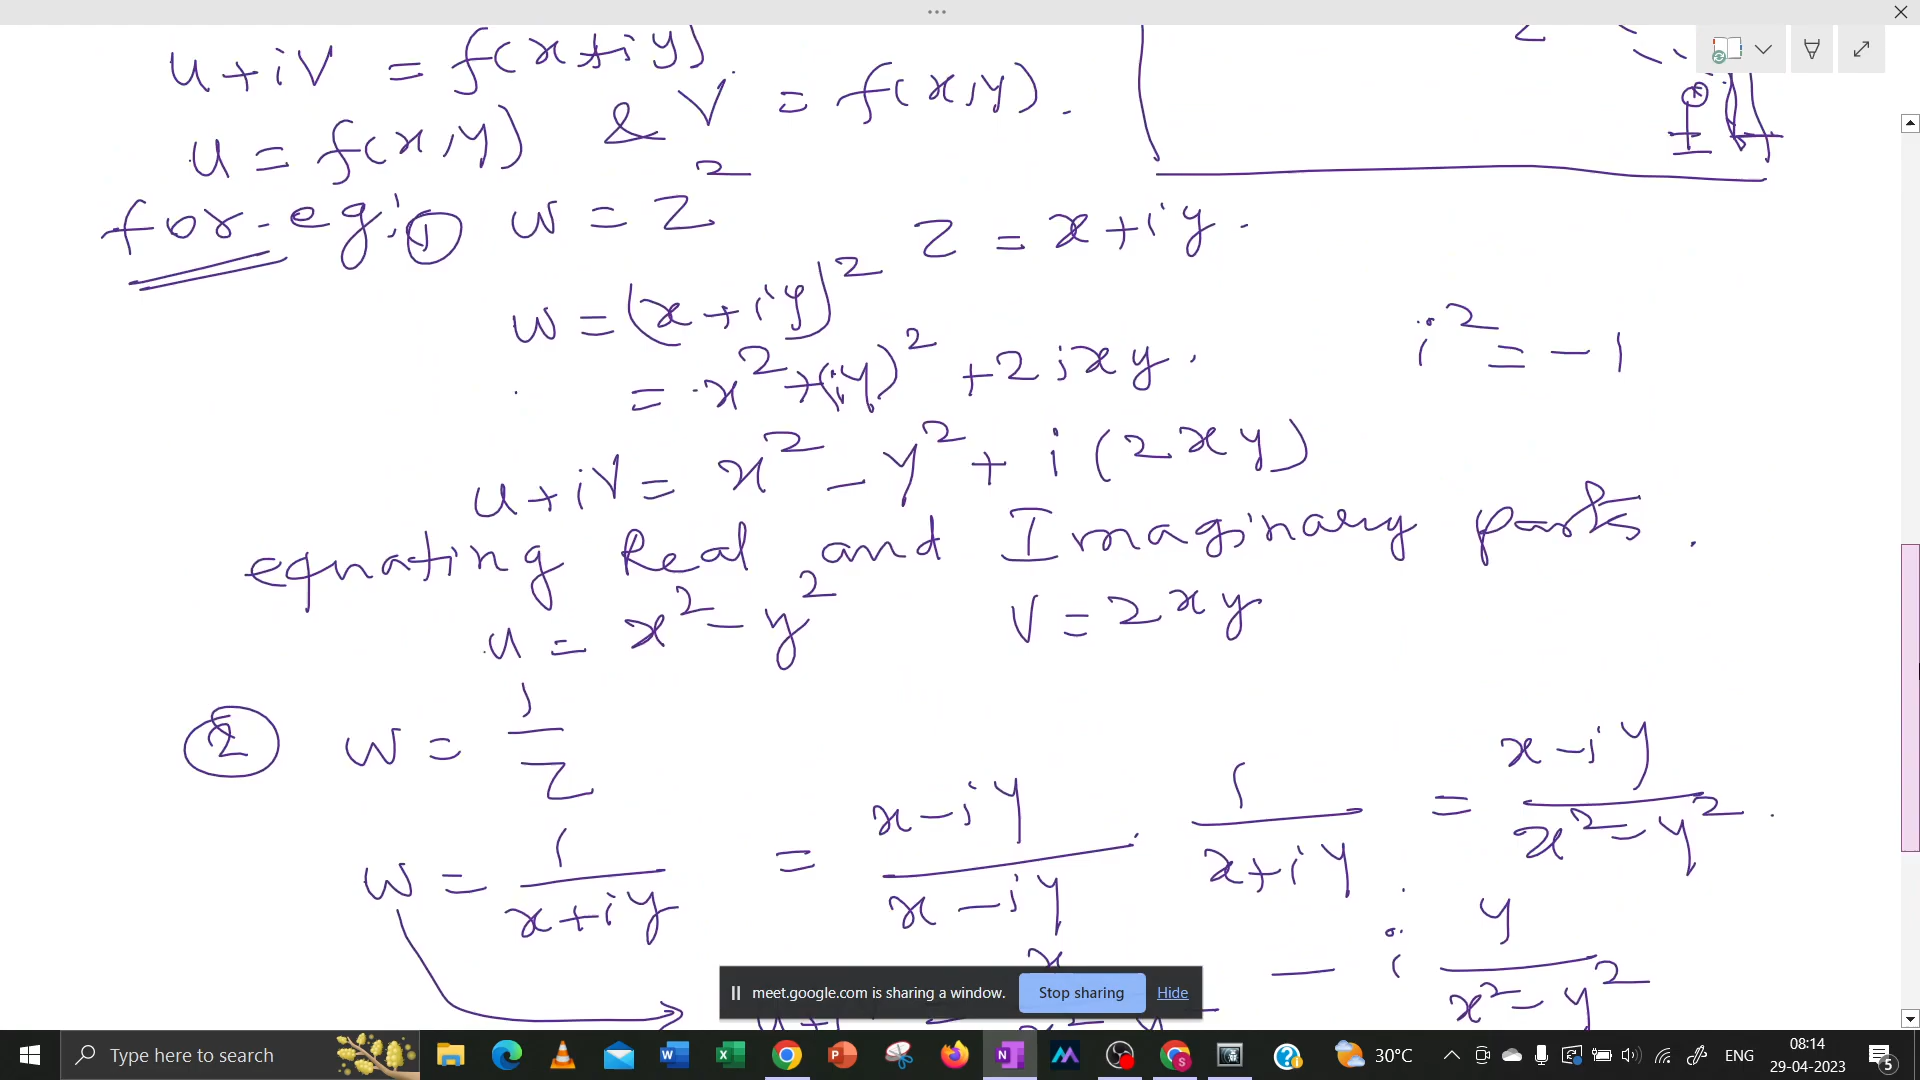 u+iv = f(x+iy)
u = f(x,y) & v = f(x,y).
for-eg:① w = z²
z = x+iy.
w = (x+iy)²
= x² + (iy)² + 2ixy.
i² = -1
u+iv = x² - y² + i(2xy)
equating Real and Imaginary parts.
u = x² - y² v = 2xy
② w = 1/z
w = 1/(x+iy) = (x-iy)/(x-iy) · 1/(x+iy) = (x-iy)/(x²-y²).
- i y/(x²-y²)
meet.google.com is sharing a window. Stop sharing Hide
Type here to search
30°C
ENG
08:14
29-04-2023
5